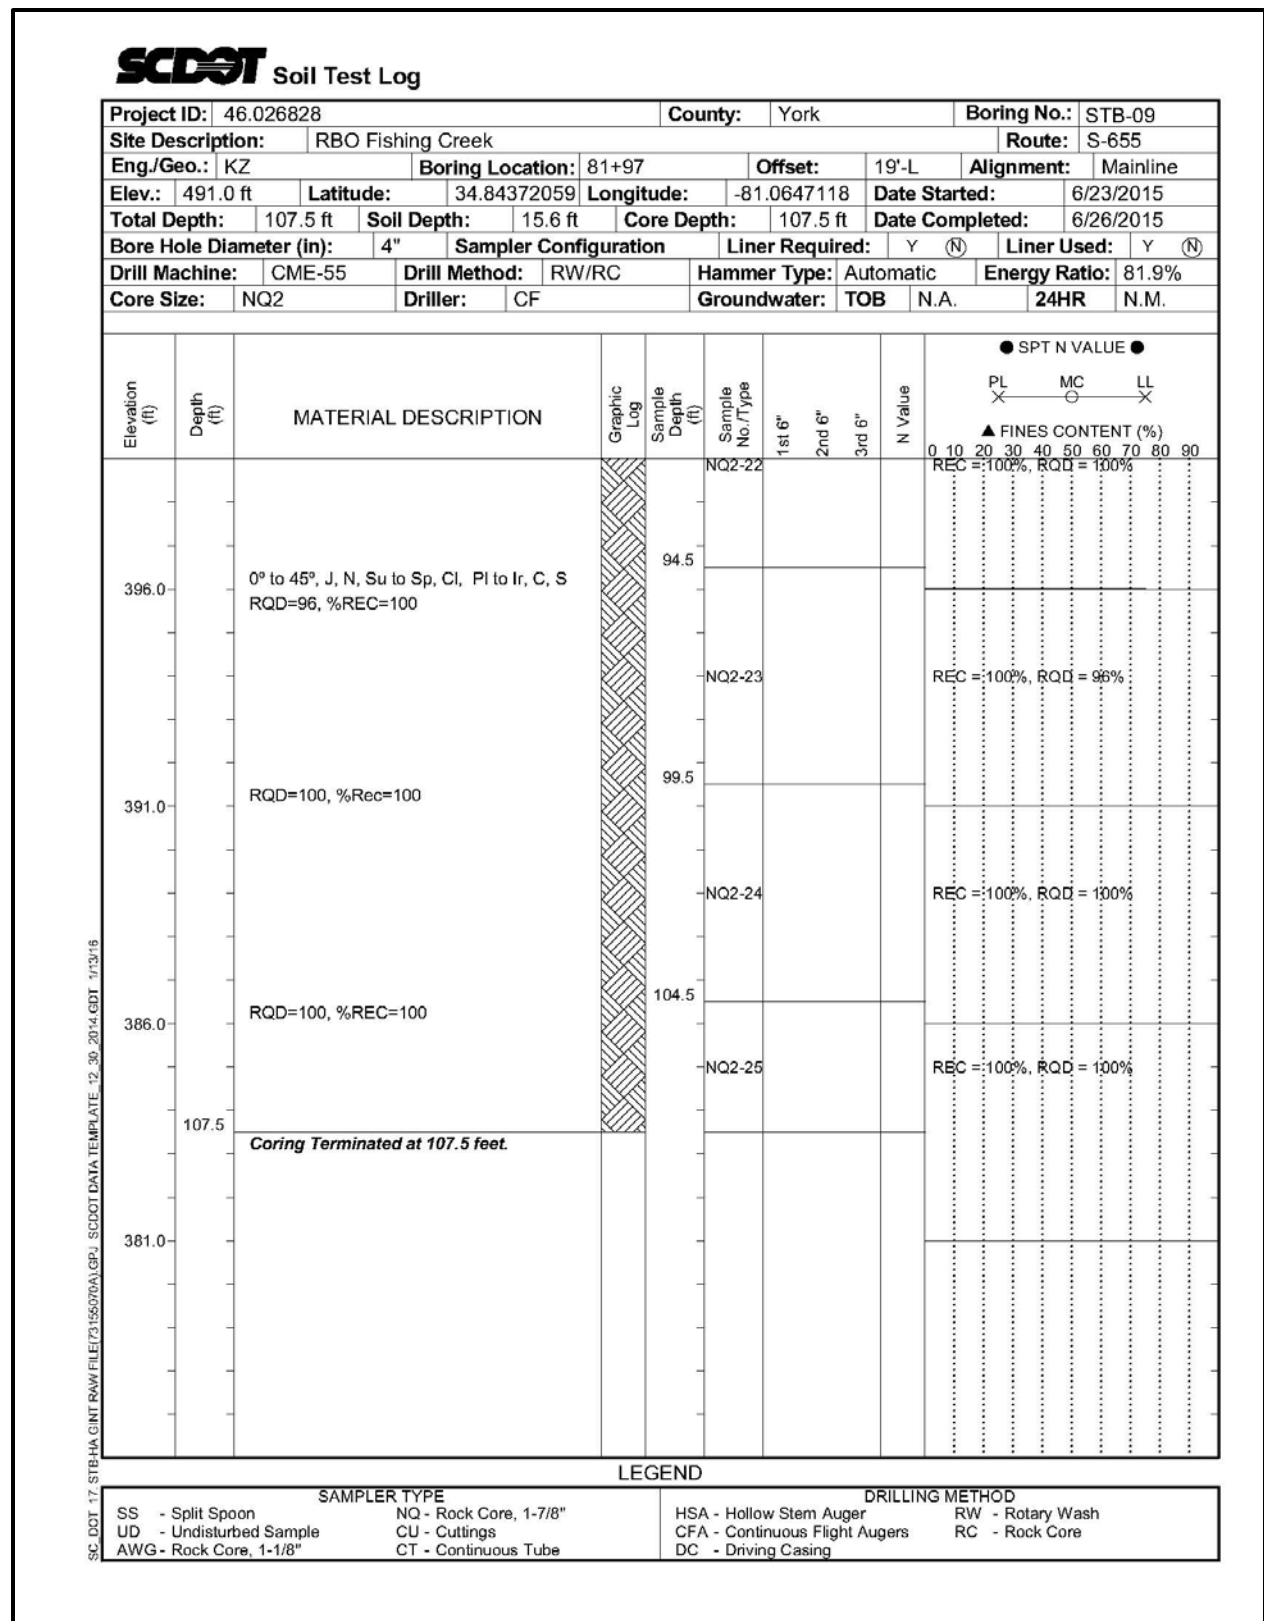 SCDOT Soil Test Log
Project ID: 46.026828 County: York Boring No.: STB-09
Site Description: RBO Fishing Creek Route: S-655
Eng./Geo.: KZ Boring Location: 81+97 Offset: 19'-L Alignment: Mainline
Elev.: 491.0 ft Latitude: 34.84372059 Longitude: -81.0647118 Date Started: 6/23/2015
Total Depth: 107.5 ft Soil Depth: 15.6 ft Core Depth: 107.5 ft Date Completed: 6/26/2015
Bore Hole Diameter (in): 4" Sampler Configuration Liner Required: Y N Liner Used: Y N
Drill Machine: CME-55 Drill Method: RW/RC Hammer Type: Automatic Energy Ratio: 81.9%
Core Size: NQ2 Driller: CF Groundwater: TOB N.A. 24HR N.M.
Elevation (ft)
Depth (ft)
MATERIAL DESCRIPTION
Graphic Log
Sample Depth (ft)
Sample No./Type
1st 6"
2nd 6"
3rd 6"
N Value
● SPT N VALUE ●
PL MC LL
▲ FINES CONTENT (%)
0 10 20 30 40 50 60 70 80 90
NQ2-22 REC = 100%, RQD = 100%
94.5
396.0 0º to 45º, J, N, Su to Sp, Cl, Pl to Ir, C, S
RQD=96, %REC=100
NQ2-23 REC = 100%, RQD = 96%
99.5
391.0 RQD=100, %Rec=100
NQ2-24 REC = 100%, RQD = 100%
104.5
386.0 RQD=100, %REC=100
NQ2-25 REC = 100%, RQD = 100%
107.5
Coring Terminated at 107.5 feet.
381.0
SC_DOT 17. STB-HA GINT RAW FILE(73155070A).GPJ SCDOT DATA TEMPLATE_12_30_2014.GDT 1/13/16
LEGEND
SAMPLER TYPE DRILLING METHOD
SS - Split Spoon NQ - Rock Core, 1-7/8" HSA - Hollow Stem Auger RW - Rotary Wash
UD - Undisturbed Sample CU - Cuttings CFA - Continuous Flight Augers RC - Rock Core
AWG - Rock Core, 1-1/8" CT - Continuous Tube DC - Driving Casing